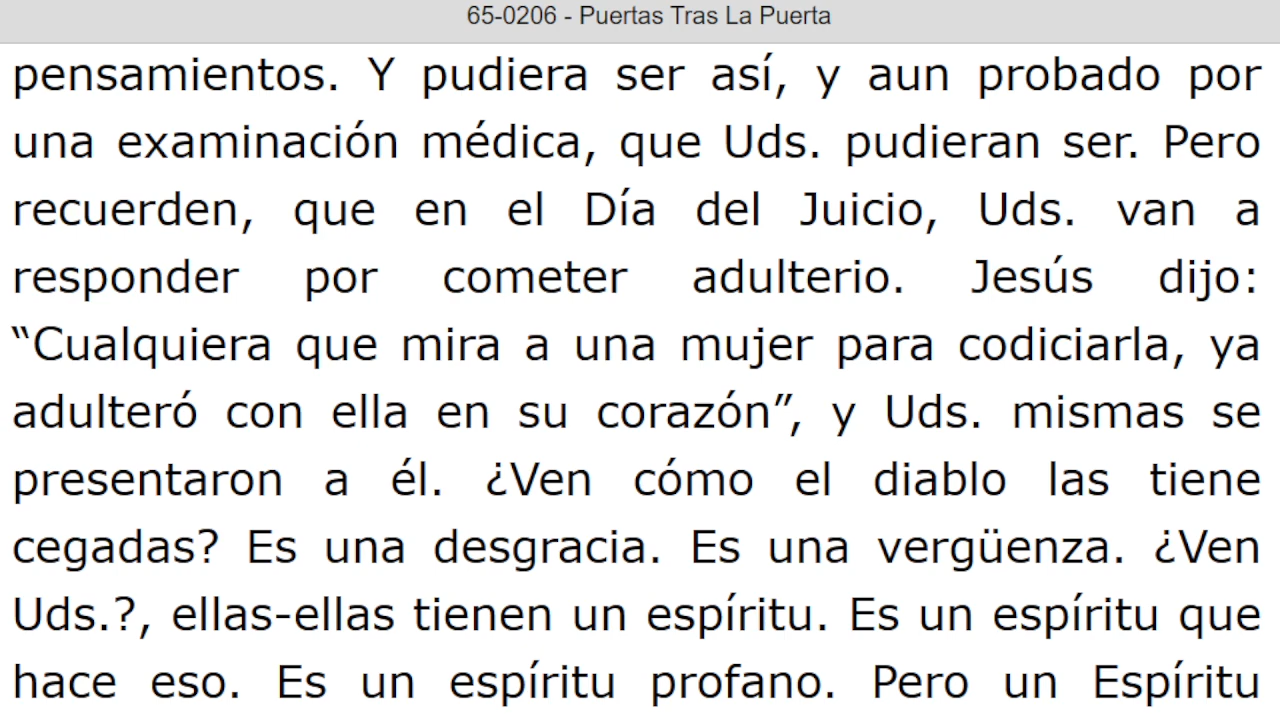 65-0206 - Puertas Tras La Puerta
pensamientos. Y pudiera ser así, y aun probado por
una examinación médica, que Uds. pudieran ser. Pero
recuerden, que en el Día del Juicio, Uds. van a
responder por cometer adulterio. Jesús dijo:
“Cualquiera que mira a una mujer para codiciarla, ya
adulteró con ella en su corazón”, y Uds. mismas se
presentaron a él. ¿Ven cómo el diablo las tiene
cegadas? Es una desgracia. Es una vergüenza. ¿Ven
Uds.?, ellas-ellas tienen un espíritu. Es un espíritu que
hace eso. Es un espíritu profano. Pero un Espíritu